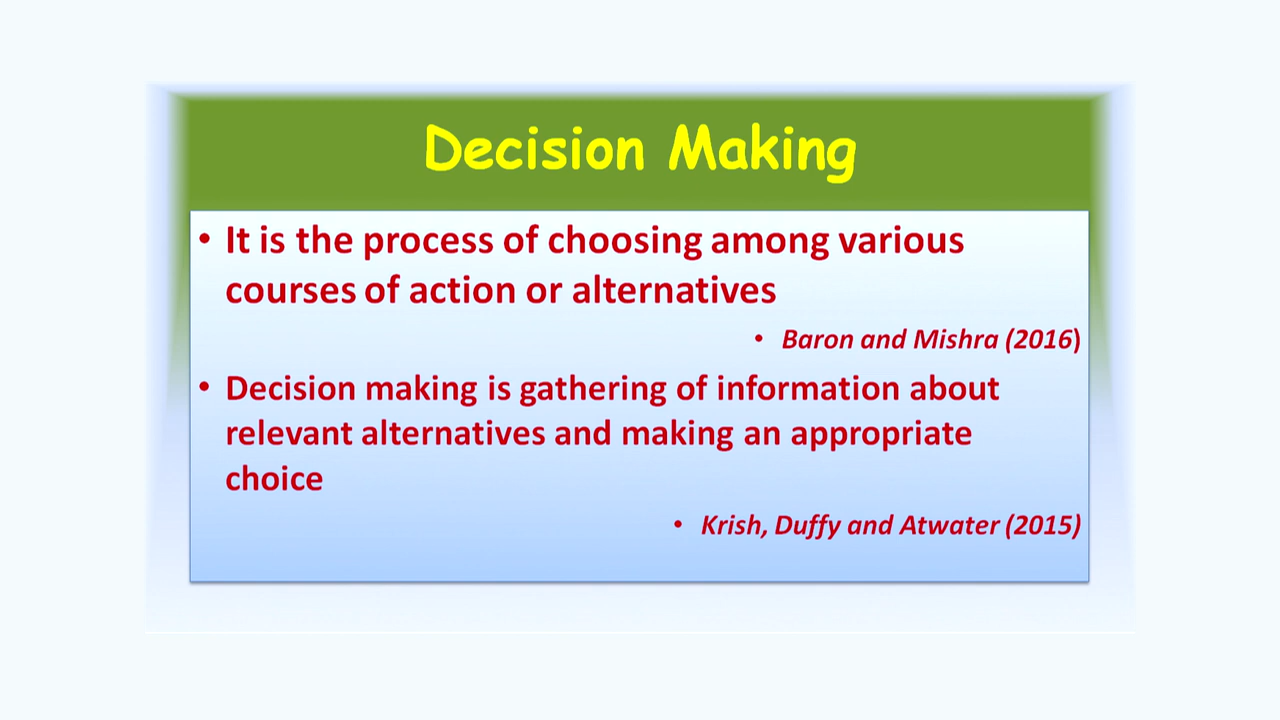 Decision Making
• It is the process of choosing among various
courses of action or alternatives
• Baron and Mishra (2016)
• Decision making is gathering of information about
relevant alternatives and making an appropriate
choice
• Krish, Duffy and Atwater (2015)